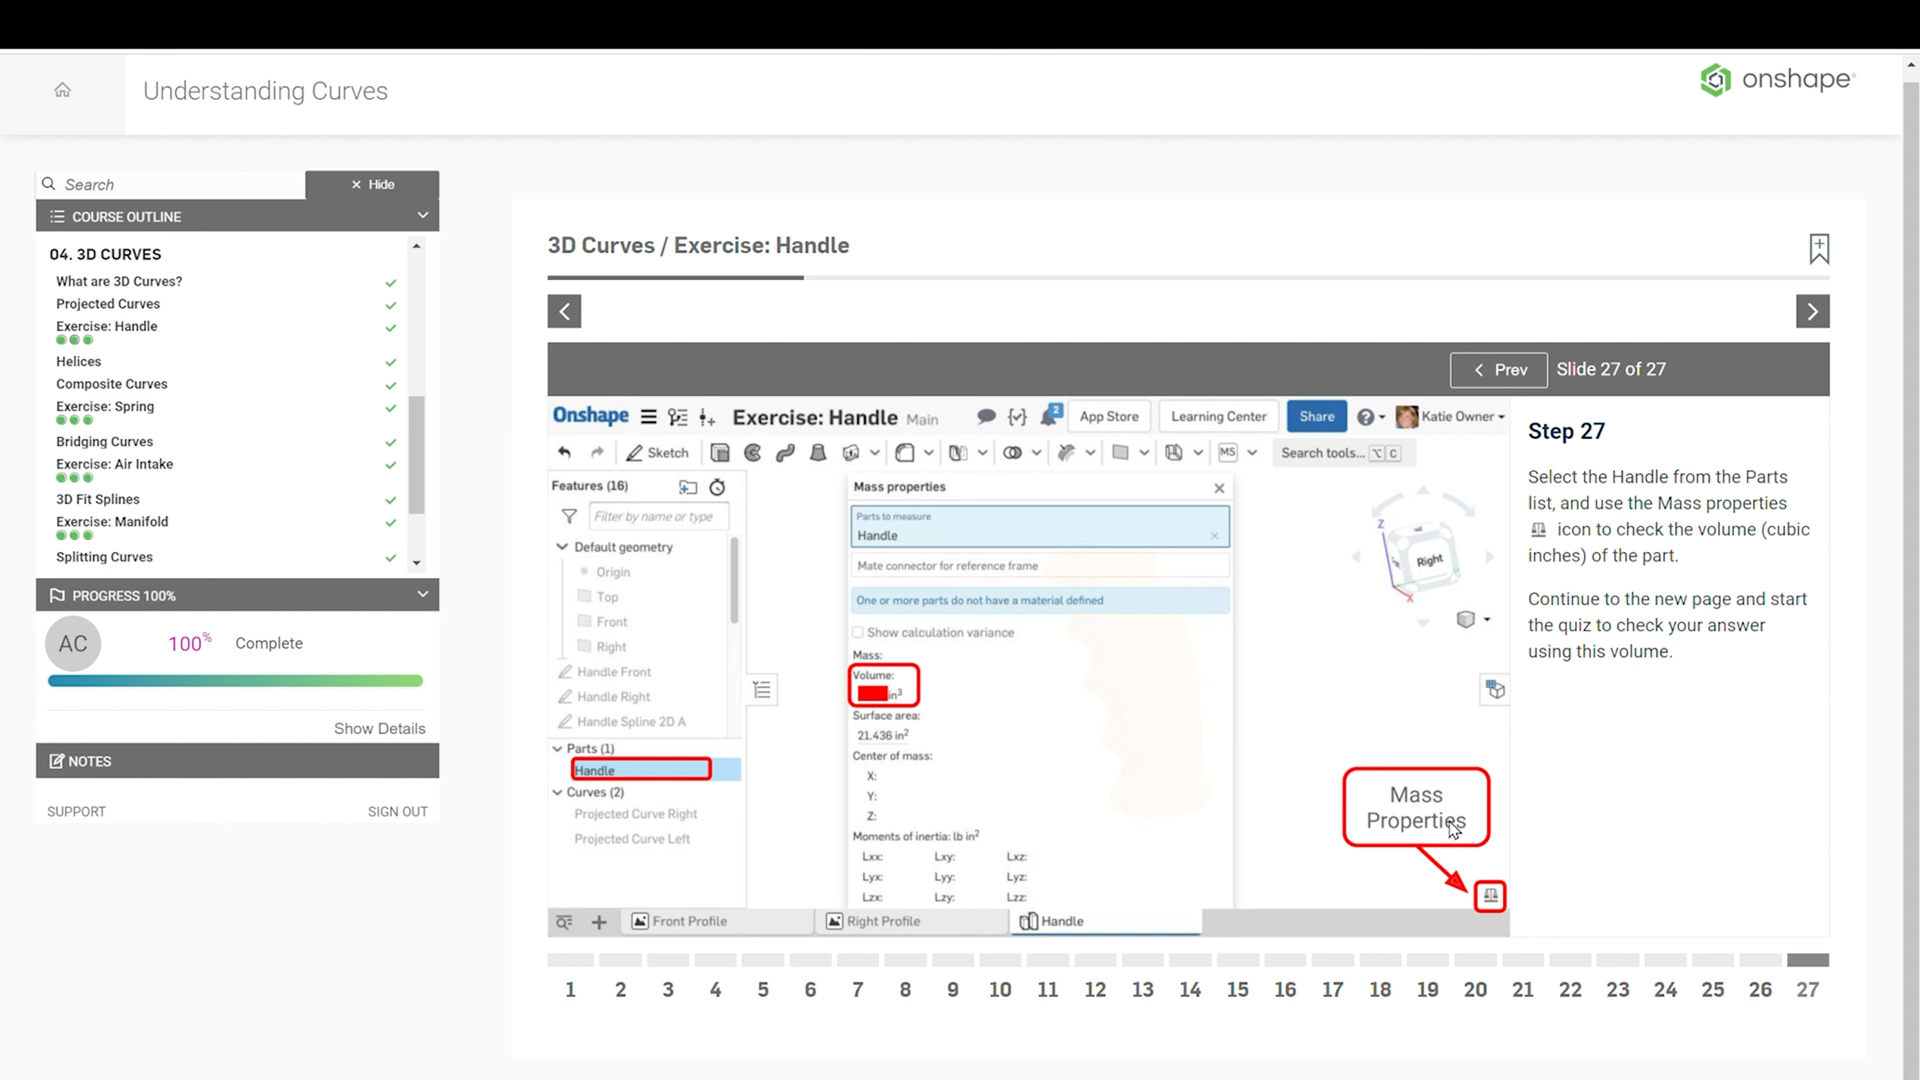 Understanding Curves
onshape
Search
× Hide
COURSE OUTLINE
04. 3D CURVES
What are 3D Curves?
Projected Curves
Exercise: Handle
Helices
Composite Curves
Exercise: Spring
Bridging Curves
Exercise: Air Intake
3D Fit Splines
Exercise: Manifold
Splitting Curves
PROGRESS 100%
AC
100%
Complete
Show Details
NOTES
SUPPORT
SIGN OUT
3D Curves / Exercise: Handle
Prev
Slide 27 of 27
Onshape
Exercise: Handle Main
2
App Store
Learning Center
Share
Katie Owner
Sketch
MS
Search tools... ⌥ C
Features (16)
Filter by name or type
Default geometry
Origin
Top
Front
Right
Handle Front
Handle Right
Handle Spline 2D A
Parts (1)
Handle
Curves (2)
Projected Curve Right
Projected Curve Left
Mass properties
Parts to measure
Handle
Mate connector for reference frame
One or more parts do not have a material defined
Show calculation variance
Mass:
Volume:
in³
Surface area:
21.436 in²
Center of mass:
X:
Y:
Z:
Moments of inertia: lb in²
Lxx: Lxy: Lxz:
Lyx: Lyy: Lyz:
Lzx: Lzy: Lzz:
Z
Right
X
Mass
Properties
Front Profile
Right Profile
Handle
Step 27
Select the Handle from the Parts
list, and use the Mass properties
icon to check the volume (cubic
inches) of the part.
Continue to the new page and start
the quiz to check your answer
using this volume.
1 2 3 4 5 6 7 8 9 10 11 12 13 14 15 16 17 18 19 20 21 22 23 24 25 26 27